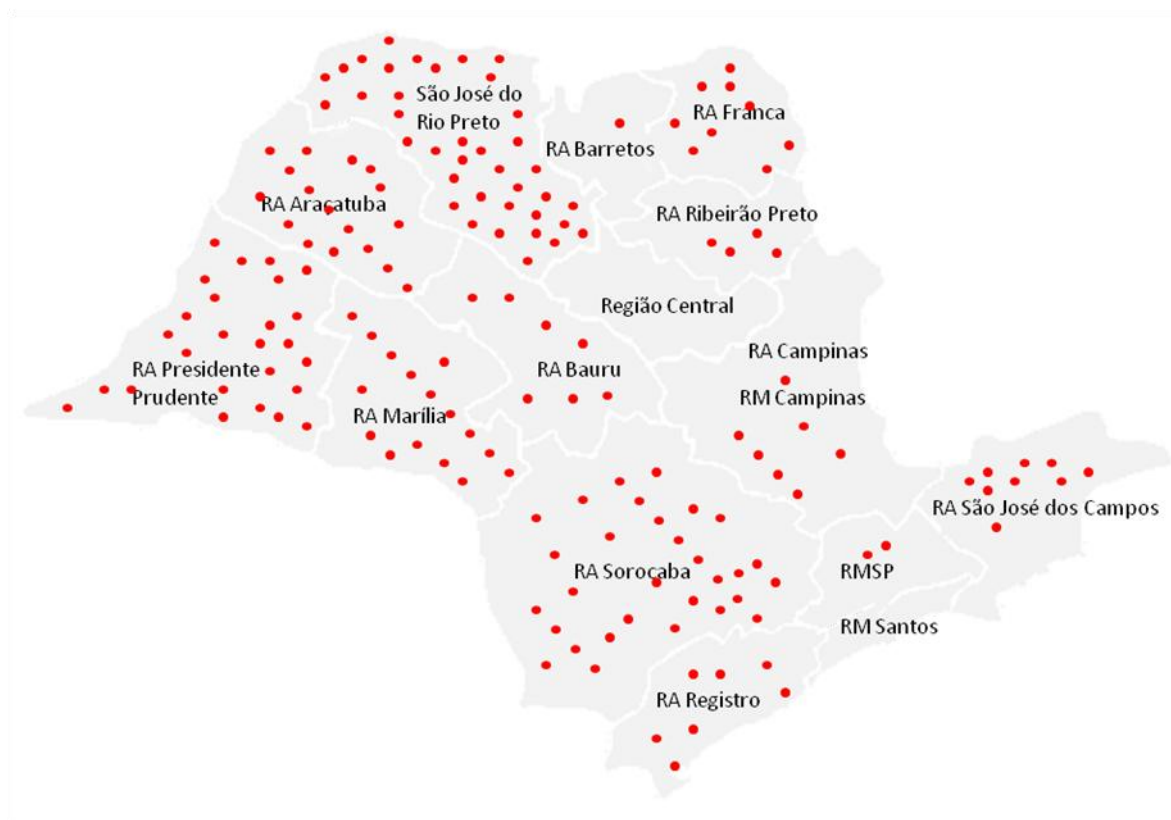 São José do
Rio Preto
RA Franca
RA Barretos
RA Araçatuba
RA Ribeirão Preto
Região Central
RA Campinas
RA Presidente
Prudente
RA Bauru
RM Campinas
RA Marília
RA São José dos Campos
RA Sorocaba
RMSP
RM Santos
RA Registro